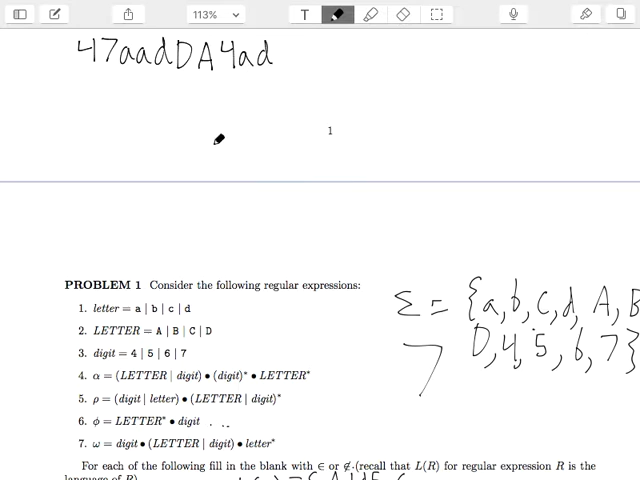 113%
T
47aadDA4ad
1
PROBLEM 1 Consider the following regular expressions:
1. letter = a | b | c | d
2. LETTER = A | B | C | D
3. digit = 4 | 5 | 6 | 7
4. α = (LETTER | digit) • (digit)* • LETTER*
5. ρ = (digit | letter) • (LETTER | digit)*
6. ϕ = LETTER* • digit
7. ω = digit • (LETTER | digit) • letter*
Σ = {a, b, c, d, A, B
D, 4, 5, 6, 7}
7
For each of the following fill in the blank with ∈ or ∉.(recall that L(R) for regular expression R is the
language of R)